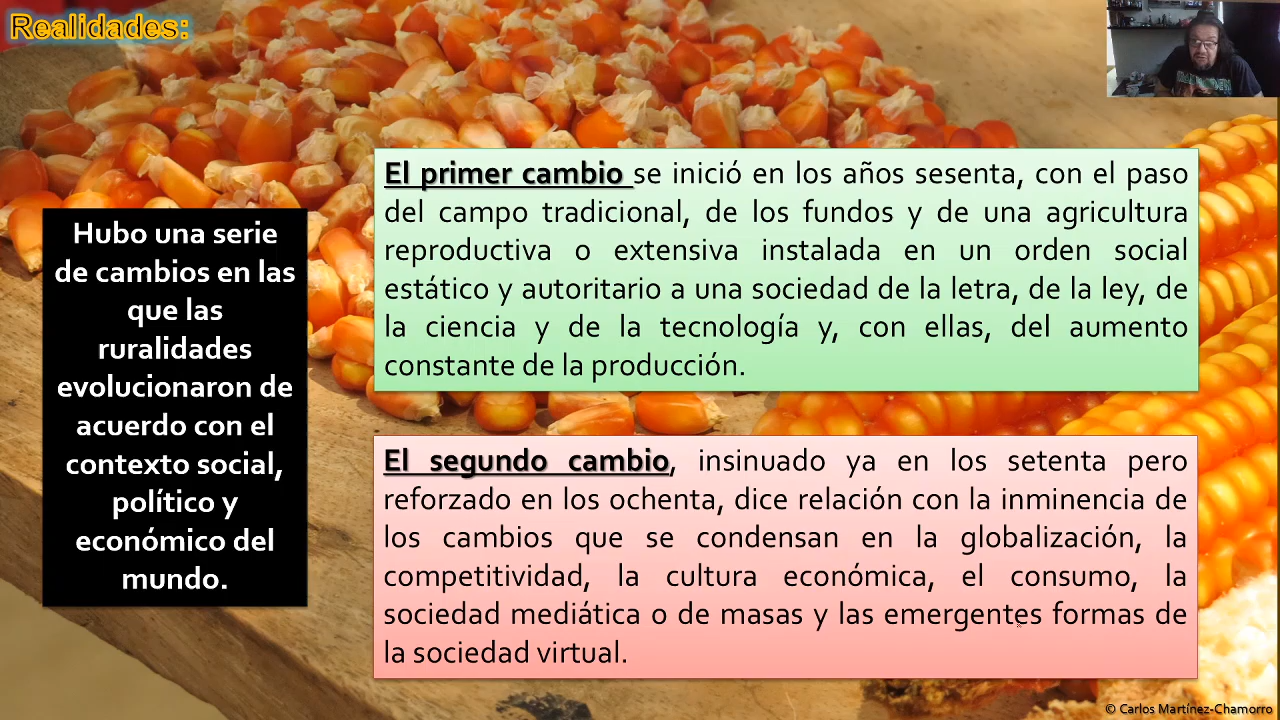 Realidades:
Hubo una serie
de cambios en las
que las
ruralidades
evolucionaron de
acuerdo con el
contexto social,
político y
económico del
mundo.
El primer cambio se inició en los años sesenta, con el paso
del campo tradicional, de los fundos y de una agricultura
reproductiva o extensiva instalada en un orden social
estático y autoritario a una sociedad de la letra, de la ley, de
la ciencia y de la tecnología y, con ellas, del aumento
constante de la producción.
El segundo cambio, insinuado ya en los setenta pero
reforzado en los ochenta, dice relación con la inminencia de
los cambios que se condensan en la globalización, la
competitividad, la cultura económica, el consumo, la
sociedad mediática o de masas y las emergentes formas de
la sociedad virtual.
© Carlos Martínez-Chamorro